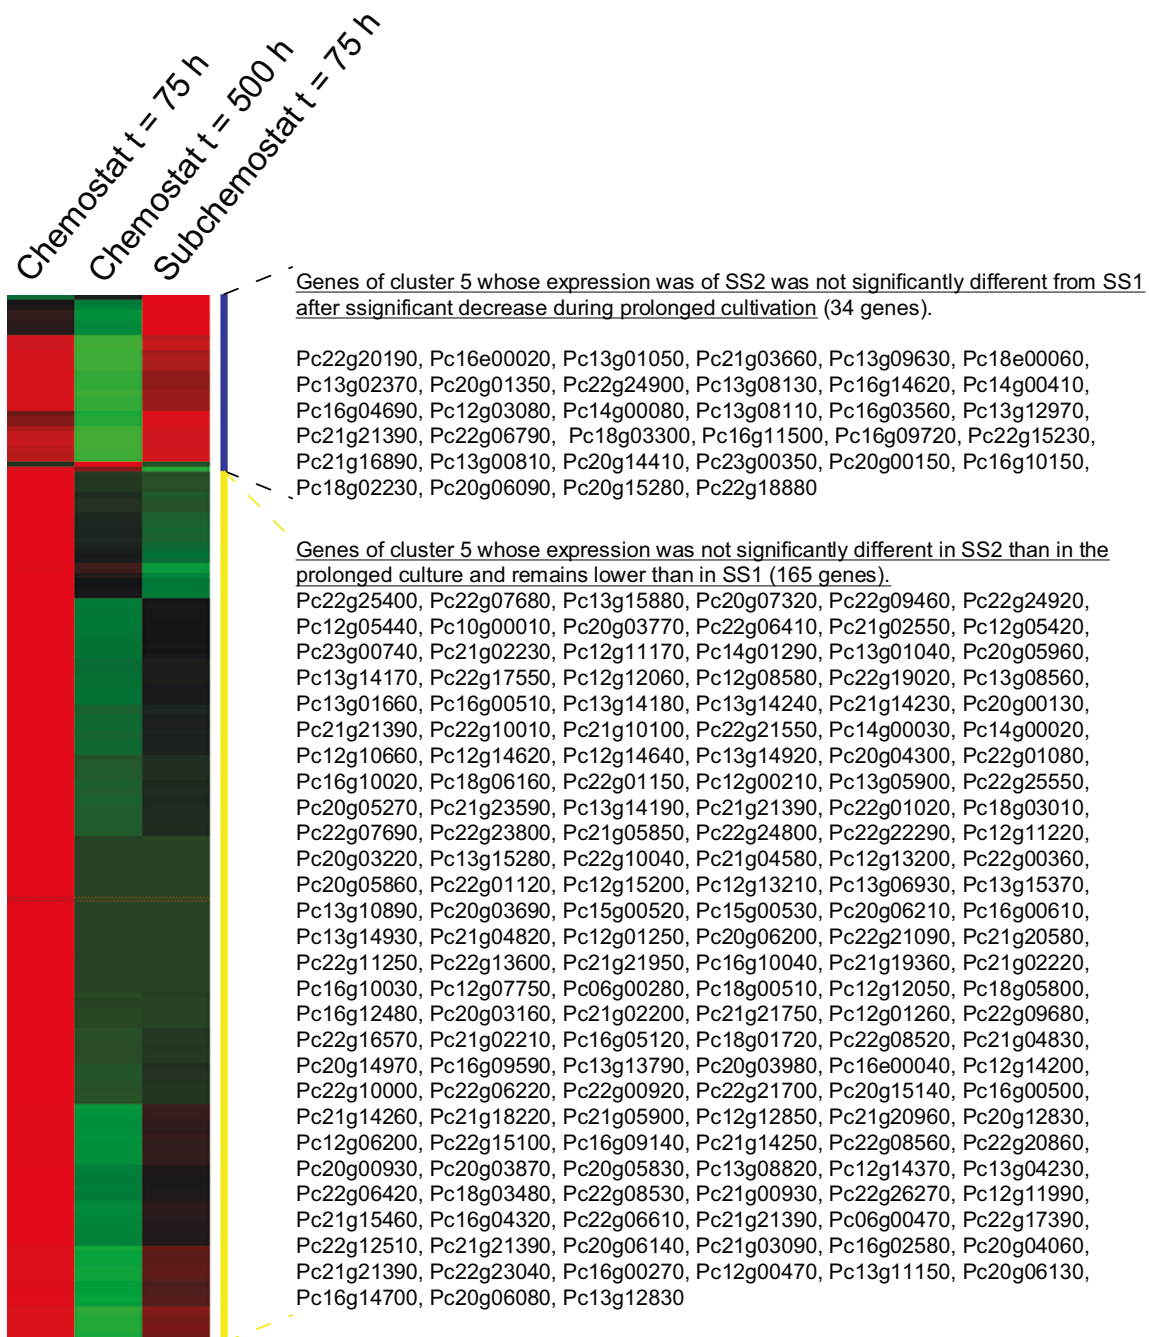 Chemostat t = 75 h
Chemostat t = 500 h
Subchemostat t = 75 h
Genes of cluster 5 whose expression was of SS2 was not significantly different from SS1
after ssignificant decrease during prolonged cultivation (34 genes).
Pc22g20190, Pc16e00020, Pc13g01050, Pc21g03660, Pc13g09630, Pc18e00060,
Pc13g02370, Pc20g01350, Pc22g24900, Pc13g08130, Pc16g14620, Pc14g00410,
Pc16g04690, Pc12g03080, Pc14g00080, Pc13g08110, Pc16g03560, Pc13g12970,
Pc21g21390, Pc22g06790, Pc18g03300, Pc16g11500, Pc16g09720, Pc22g15230,
Pc21g16890, Pc13g00810, Pc20g14410, Pc23g00350, Pc20g00150, Pc16g10150,
Pc18g02230, Pc20g06090, Pc20g15280, Pc22g18880
Genes of cluster 5 whose expression was not significantly different in SS2 than in the
prolonged culture and remains lower than in SS1 (165 genes).
Pc22g25400, Pc22g07680, Pc13g15880, Pc20g07320, Pc22g09460, Pc22g24920,
Pc12g05440, Pc10g00010, Pc20g03770, Pc22g06410, Pc21g02550, Pc12g05420,
Pc23g00740, Pc21g02230, Pc12g11170, Pc14g01290, Pc13g01040, Pc20g05960,
Pc13g14170, Pc22g17550, Pc12g12060, Pc12g08580, Pc22g19020, Pc13g08560,
Pc13g01660, Pc16g00510, Pc13g14180, Pc13g14240, Pc21g14230, Pc20g00130,
Pc21g21390, Pc22g10010, Pc21g10100, Pc22g21550, Pc14g00030, Pc14g00020,
Pc12g10660, Pc12g14620, Pc12g14640, Pc13g14920, Pc20g04300, Pc22g01080,
Pc16g10020, Pc18g06160, Pc22g01150, Pc12g00210, Pc13g05900, Pc22g25550,
Pc20g05270, Pc21g23590, Pc13g14190, Pc21g21390, Pc22g01020, Pc18g03010,
Pc22g07690, Pc22g23800, Pc21g05850, Pc22g24800, Pc22g22290, Pc12g11220,
Pc20g03220, Pc13g15280, Pc22g10040, Pc21g04580, Pc12g13200, Pc22g00360,
Pc20g05860, Pc22g01120, Pc12g15200, Pc12g13210, Pc13g06930, Pc13g15370,
Pc13g10890, Pc20g03690, Pc15g00520, Pc15g00530, Pc20g06210, Pc16g00610,
Pc13g14930, Pc21g04820, Pc12g01250, Pc20g06200, Pc22g21090, Pc21g20580,
Pc22g11250, Pc22g13600, Pc21g21950, Pc16g10040, Pc21g19360, Pc21g02220,
Pc16g10030, Pc12g07750, Pc06g00280, Pc18g00510, Pc12g12050, Pc18g05800,
Pc16g12480, Pc20g03160, Pc21g02200, Pc21g21750, Pc12g01260, Pc22g09680,
Pc22g16570, Pc21g02210, Pc16g05120, Pc18g01720, Pc22g08520, Pc21g04830,
Pc20g14970, Pc16g09590, Pc13g13790, Pc20g03980, Pc16e00040, Pc12g14200,
Pc22g10000, Pc22g06220, Pc22g00920, Pc22g21700, Pc20g15140, Pc16g00500,
Pc21g14260, Pc21g18220, Pc21g05900, Pc12g12850, Pc21g20960, Pc20g12830,
Pc12g06200, Pc22g15100, Pc16g09140, Pc21g14250, Pc22g08560, Pc22g20860,
Pc20g00930, Pc20g03870, Pc20g05830, Pc13g08820, Pc12g14370, Pc13g04230,
Pc22g06420, Pc18g03480, Pc22g08530, Pc21g00930, Pc22g26270, Pc12g11990,
Pc21g15460, Pc16g04320, Pc22g06610, Pc21g21390, Pc06g00470, Pc22g17390,
Pc22g12510, Pc21g21390, Pc20g06140, Pc21g03090, Pc16g02580, Pc20g04060,
Pc21g21390, Pc22g23040, Pc16g00270, Pc12g00470, Pc13g11150, Pc20g06130,
Pc16g14700, Pc20g06080, Pc13g12830